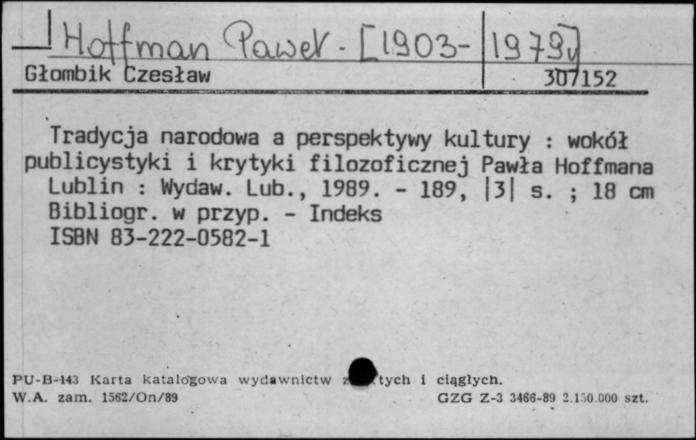 Hoffman Paweł - [1903-1979]
Głombik Czesław 307152
Tradycja narodowa a perspektywy kultury : wokół
publicystyki i krytyki filozoficznej Pawła Hoffmana
Lublin : Wydaw. Lub., 1989. - 189, |3| s. ; 18 cm
Bibliogr. w przyp. - Indeks
ISBN 83-222-0582-1
PU-B-143 Karta katalogowa wydawnictw i ciągłych.
W.A. zam. 1562/On/89 GZG Z-3 3466-89 2.150.000 szt.